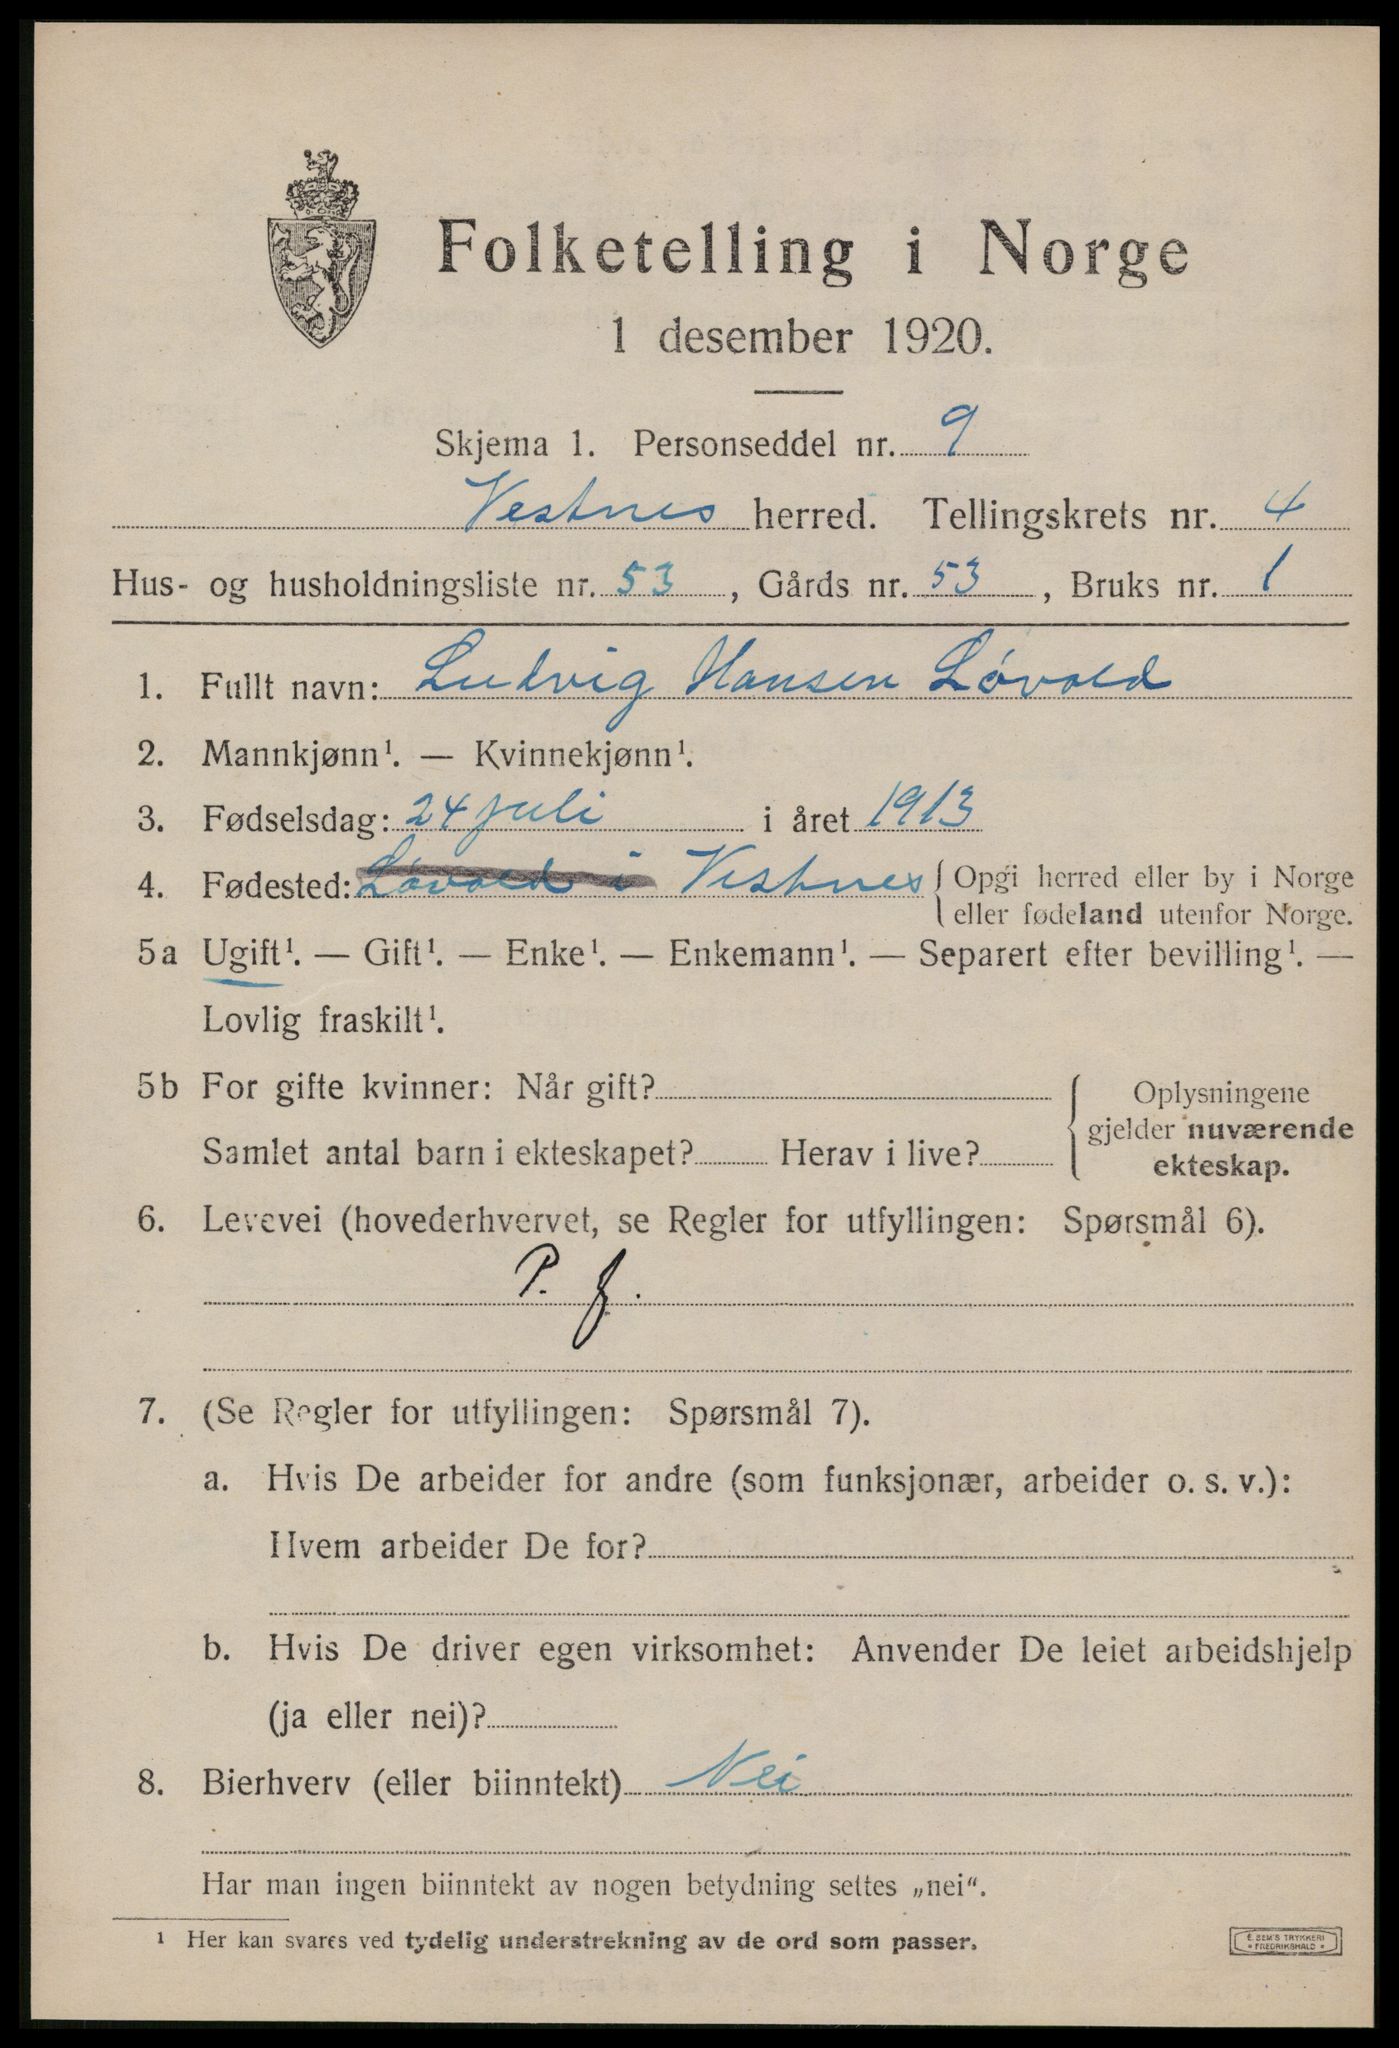 Folketelling i Norge
1 desember 1920.
Skjema 1. Personseddel nr. 9
Vestnes herred. Tellingskrets nr. 4
Hus- og husholdningsliste nr. 53, Gårds nr. 53, Bruks nr. 1
1. Fullt navn: Ludvig Hansen Løvold
2. Mannkjønn¹. — Kvinnekjønn¹.
3. Fødselsdag: 24 juli i året 1913
4. Fødested: Løvold i Vestnes { Opgi herred eller by i Norge
eller fødeland utenfor Norge.
5a Ugift¹. — Gift¹. — Enke¹. — Enkemann¹. — Separert efter bevilling¹. —
Lovlig fraskilt¹.
5b For gifte kvinner: Når gift?
Samlet antal barn i ekteskapet? Herav i live?
Oplysningene
gjelder nuværende
ekteskap.
6. Levevei (hovederhvervet, se Regler for utfyllingen: Spørsmål 6).
P. f.
7. (Se Regler for utfyllingen: Spørsmål 7).
a. Hvis De arbeider for andre (som funksjonær, arbeider o. s. v.):
Hvem arbeider De for?
b. Hvis De driver egen virksomhet: Anvender De leiet arbeidshjelp
(ja eller nei)?
8. Bierhverv (eller biinntekt) Nei
Har man ingen biinntekt av nogen betydning settes „nei“.
¹ Her kan svares ved tydelig understrekning av de ord som passer.
E. SEM'S TRYKKERI
• FREDRIKSHALD •